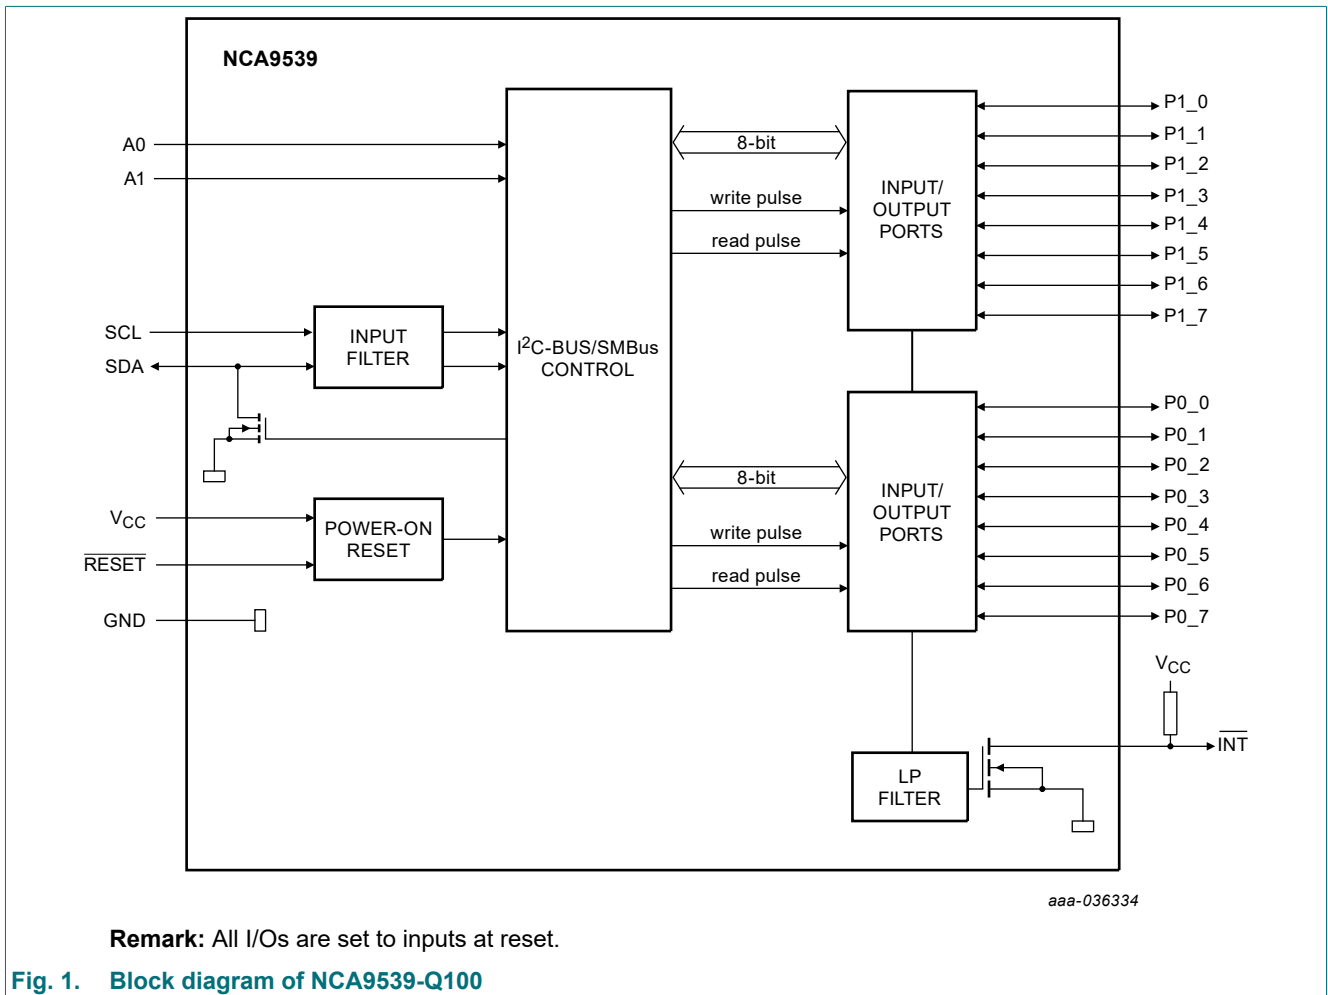 NCA9539
A0
A1
SCL
SDA
VCC
RESET
GND
INPUT
FILTER
POWER-ON
RESET
I2C-BUS/SMBus
CONTROL
8-bit
write pulse
read pulse
8-bit
write pulse
read pulse
INPUT/
OUTPUT
PORTS
INPUT/
OUTPUT
PORTS
P1_0
P1_1
P1_2
P1_3
P1_4
P1_5
P1_6
P1_7
P0_0
P0_1
P0_2
P0_3
P0_4
P0_5
P0_6
P0_7
VCC
INT
LP
FILTER
aaa-036334
Remark: All I/Os are set to inputs at reset.
Fig. 1. Block diagram of NCA9539-Q100